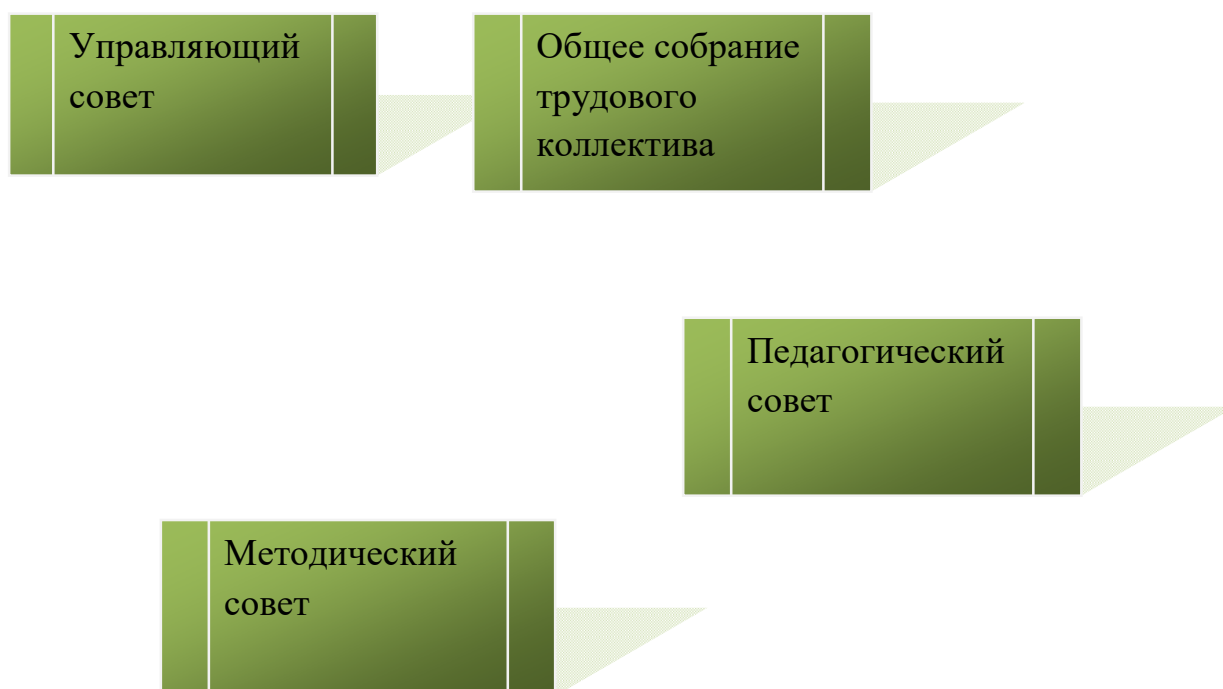 Управляющий
совет
Общее собрание
трудового
коллектива
Педагогический
совет
Методический
совет